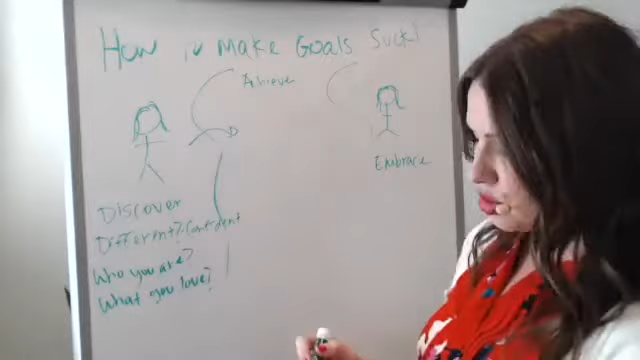 How to make Goals Suck!
Achieve
Embrace
Discover
Different? Confident
Who you are?
What you love?